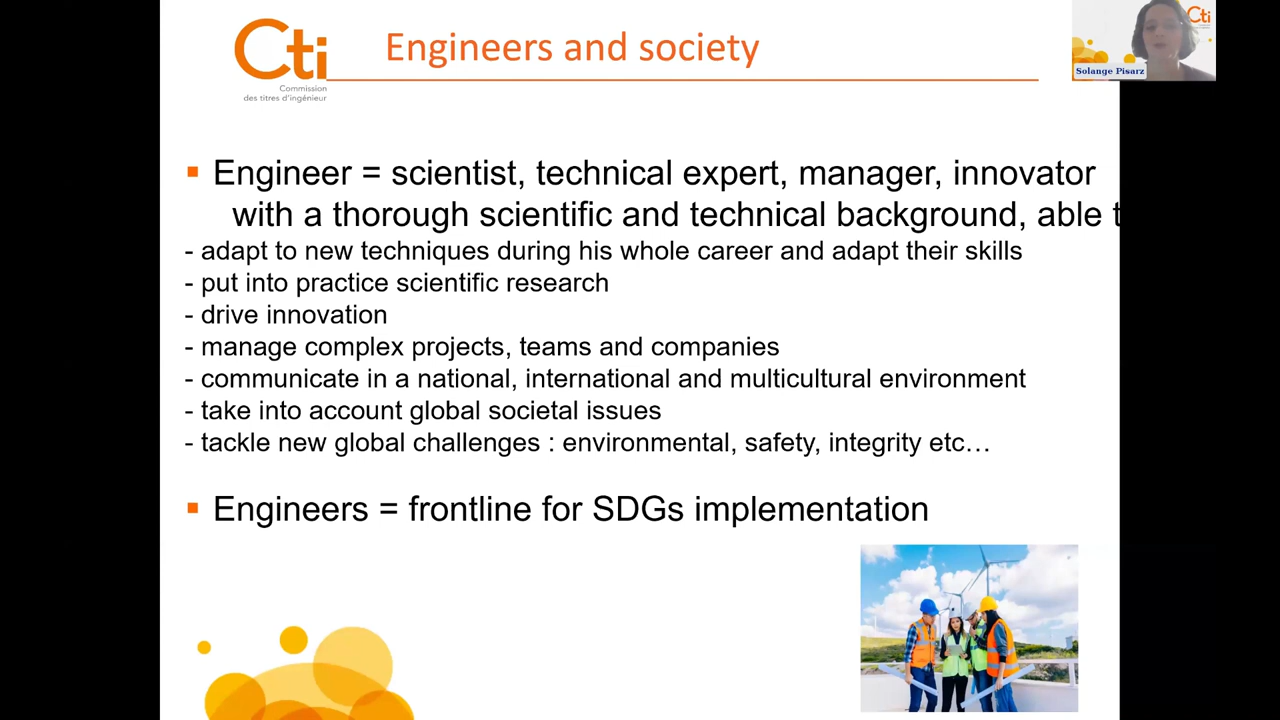 Cti
Commission
des titres d'ingénieur
Engineers and society
Cti
Solange Pisarz
▪ Engineer = scientist, technical expert, manager, innovator
with a thorough scientific and technical background, able t
- adapt to new techniques during his whole career and adapt their skills
- put into practice scientific research
- drive innovation
- manage complex projects, teams and companies
- communicate in a national, international and multicultural environment
- take into account global societal issues
- tackle new global challenges : environmental, safety, integrity etc…
▪ Engineers = frontline for SDGs implementation